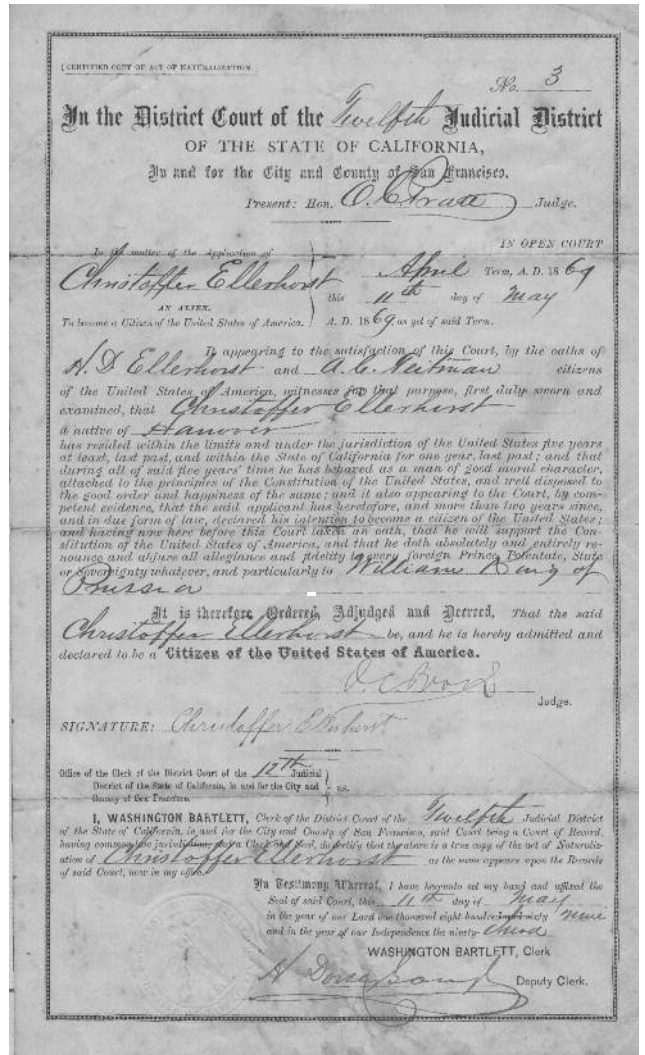 (CERTIFIED COPY OF ACT OF NATURALIZATION.
No. 3
In the District Court of the Twelfth Judicial District
OF THE STATE OF CALIFORNIA,
In and for the City and County of San Francisco.
Present: Hon. O. C. Pratt Judge.
IN OPEN COURT
In the matter of the Application of
Christoffer Ellerhorst
AN ALIEN,
To become a Citizen of the United States of America.
April Term, A. D. 1869
this 11th day of May
A. D. 1869, as yet of said Term.
It appearing to the satisfaction of this Court, by the oaths of
H. D Ellerhorst and A. C. citizens
of the United States of America, witnesses for that purpose, first duly sworn and
examined, that Christoffer Ellerhorst
a native of Hanover
has resided within the limits and under the jurisdiction of the United States five years
at least, last past, and within the State of California for one year, last past; and that
during all of said five years' time he has behaved as a man of good moral character,
attached to the principles of the Constitution of the United States, and well disposed to
the good order and happiness of the same; and it also appearing to the Court, by com-
petent evidence, that the said applicant has heretofore, and more than two years since,
and in due form of law, declared his intention to become a citizen of the United States;
and having now here before this Court taken an oath, that he will support the Con-
stitution of the United States of America, and that he doth absolutely and entirely re-
nounce and abjure all allegiance and fidelity to every foreign Prince, Potentate, State
or Sovereignty whatever, and particularly to William King of
Prussia
It is therefore Ordered, Adjudged and Decreed, That the said
Christoffer Ellerhorst be, and he is hereby admitted and
declared to be a Citizen of the United States of America.
Judge.
SIGNATURE: Christoffer Ellerhorst
Office of the Clerk of the District Court of the 12th Judicial
District of the State of California, in and for the City and
County of San Francisco.
ss.
I, WASHINGTON BARTLETT, Clerk of the District Court of the Twelfth Judicial District
of the State of California, in and for the City and County of San Francisco, said Court being a Court of Record,
having common law jurisdiction, and a Clerk and Seal, do certify that the above is a true copy of the act of Naturaliz-
ation of Christoffer Ellerhorst as the same appears upon the Records
of said Court, now in my office.
In Testimony Whereof, I have hereunto set my hand and affixed the
Seal of said Court, this 11th day of May
in the year of our Lord one thousand eight hundred and sixty nine
and in the year of our Independence the ninety-third
WASHINGTON BARTLETT, Clerk
Deputy Clerk.